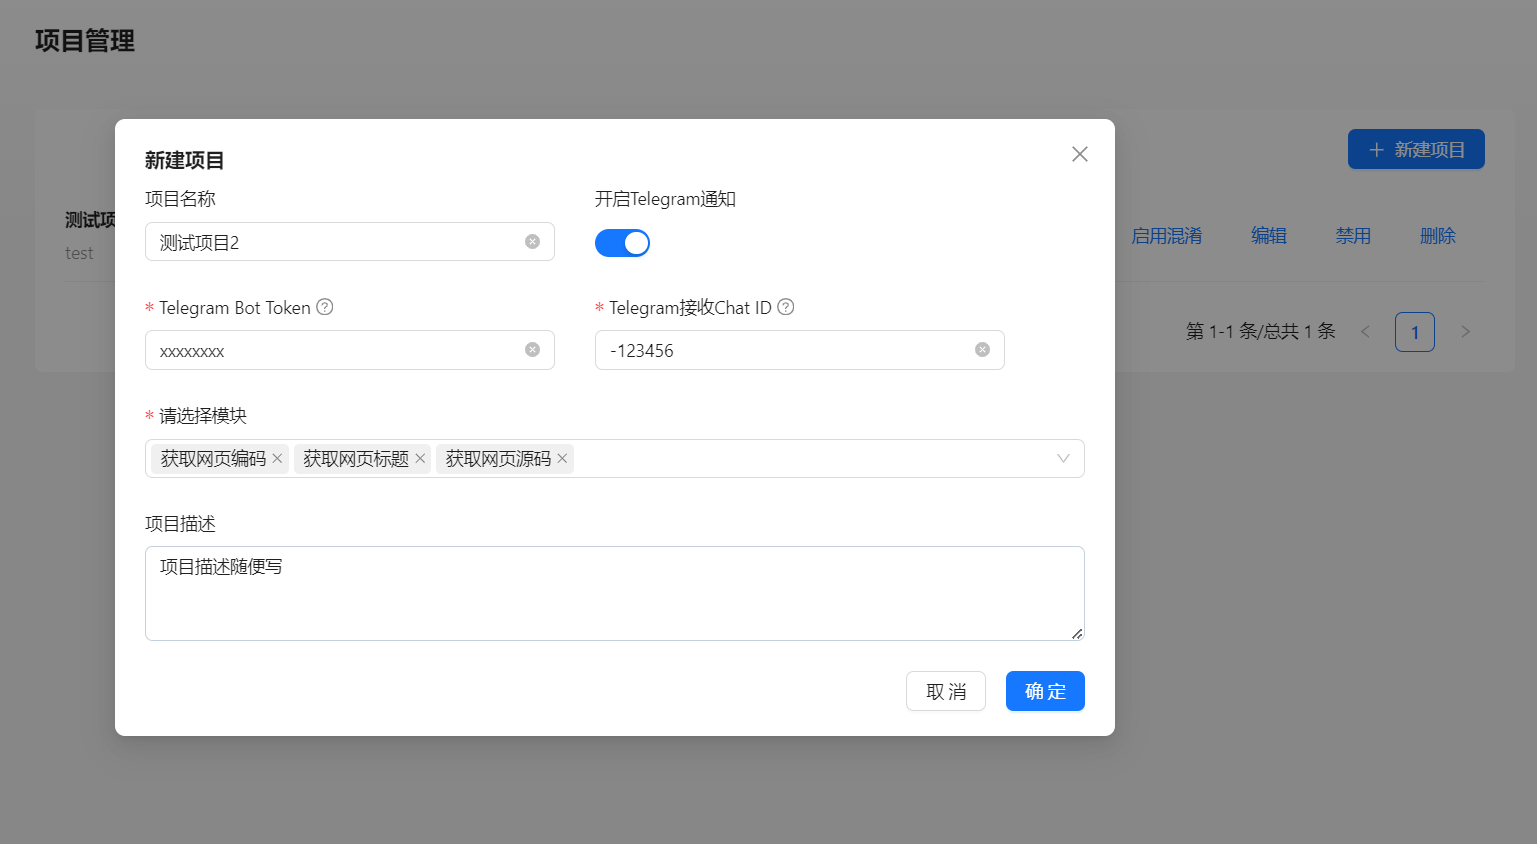 项目管理
新建项目
测试项
test
启用混淆 编辑 禁用 删除
第 1-1 条/总共 1 条 1
新建项目
项目名称 开启Telegram通知
测试项目2
* Telegram Bot Token * Telegram接收Chat ID
xxxxxxxx -123456
* 请选择模块
获取网页编码 获取网页标题 获取网页源码
项目描述
项目描述随便写
取 消 确 定